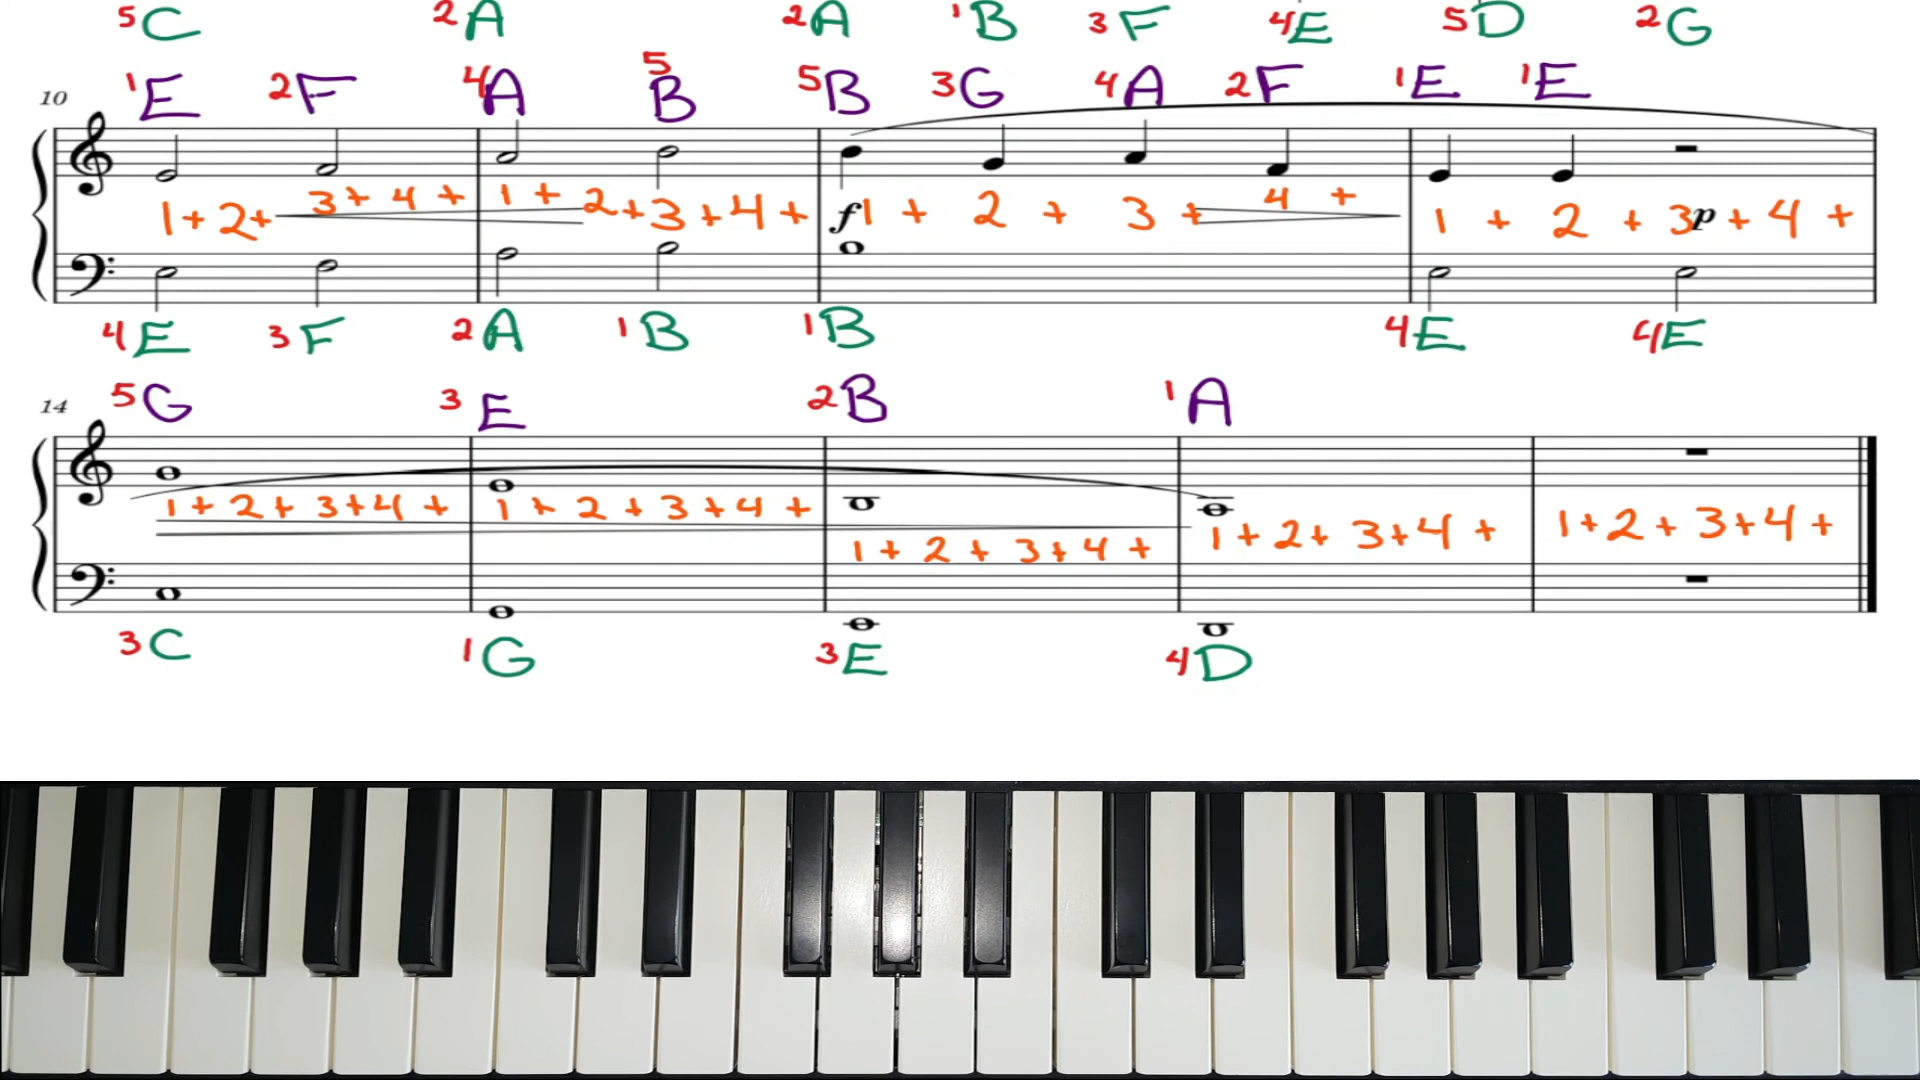 5C 2A 2A 1B 3F 4E 5D 2G
1E 2F 4A 5B 5B 3G 4A 2F 1E 1E
10
1+2+ 3+4+ 1+2+3+4+ f1+2+3+4+ 1+2+3p+4+
4E 3F 2A 1B 1B 4E 4E
5G 3E 2B 1A
14
1+2+3+4+ 1+2+3+4+ 1+2+3+4+ 1+2+3+4+ 1+2+3+4+
3C 1G 3E 4D